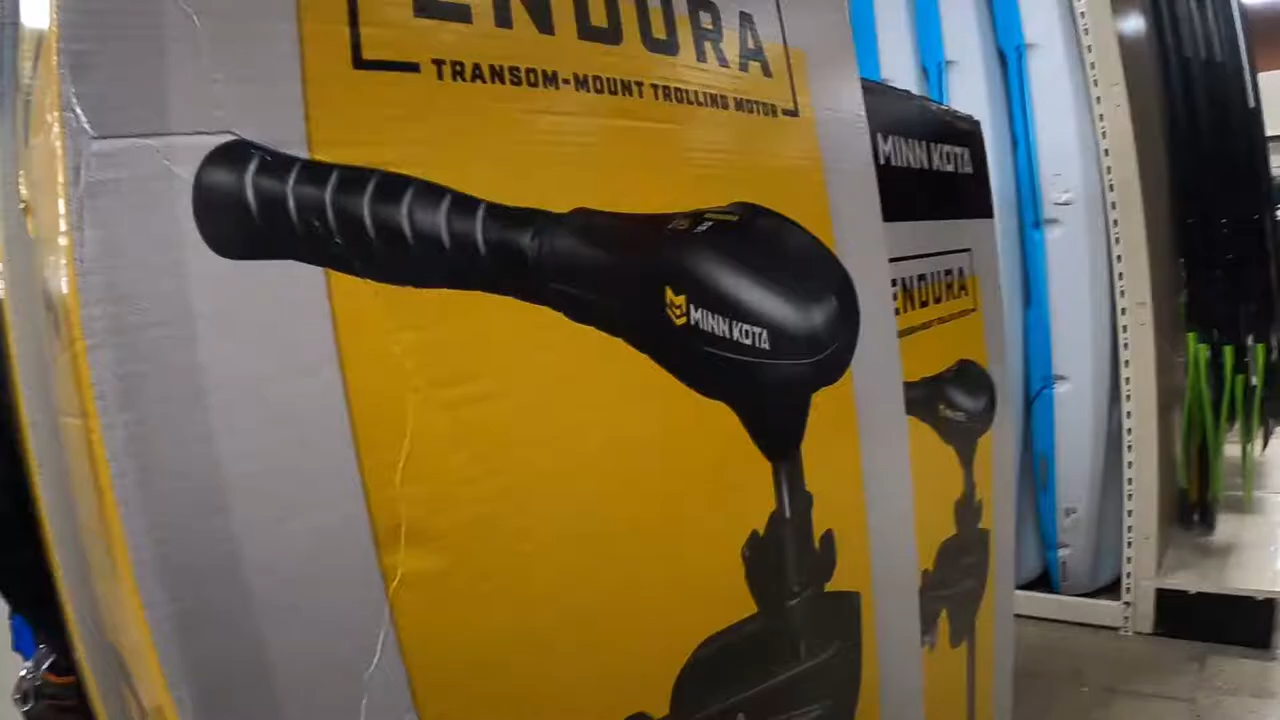 ENDURA
TRANSOM-MOUNT TROLLING MOTOR
MINN KOTA
MINN KOTA
ENDURA